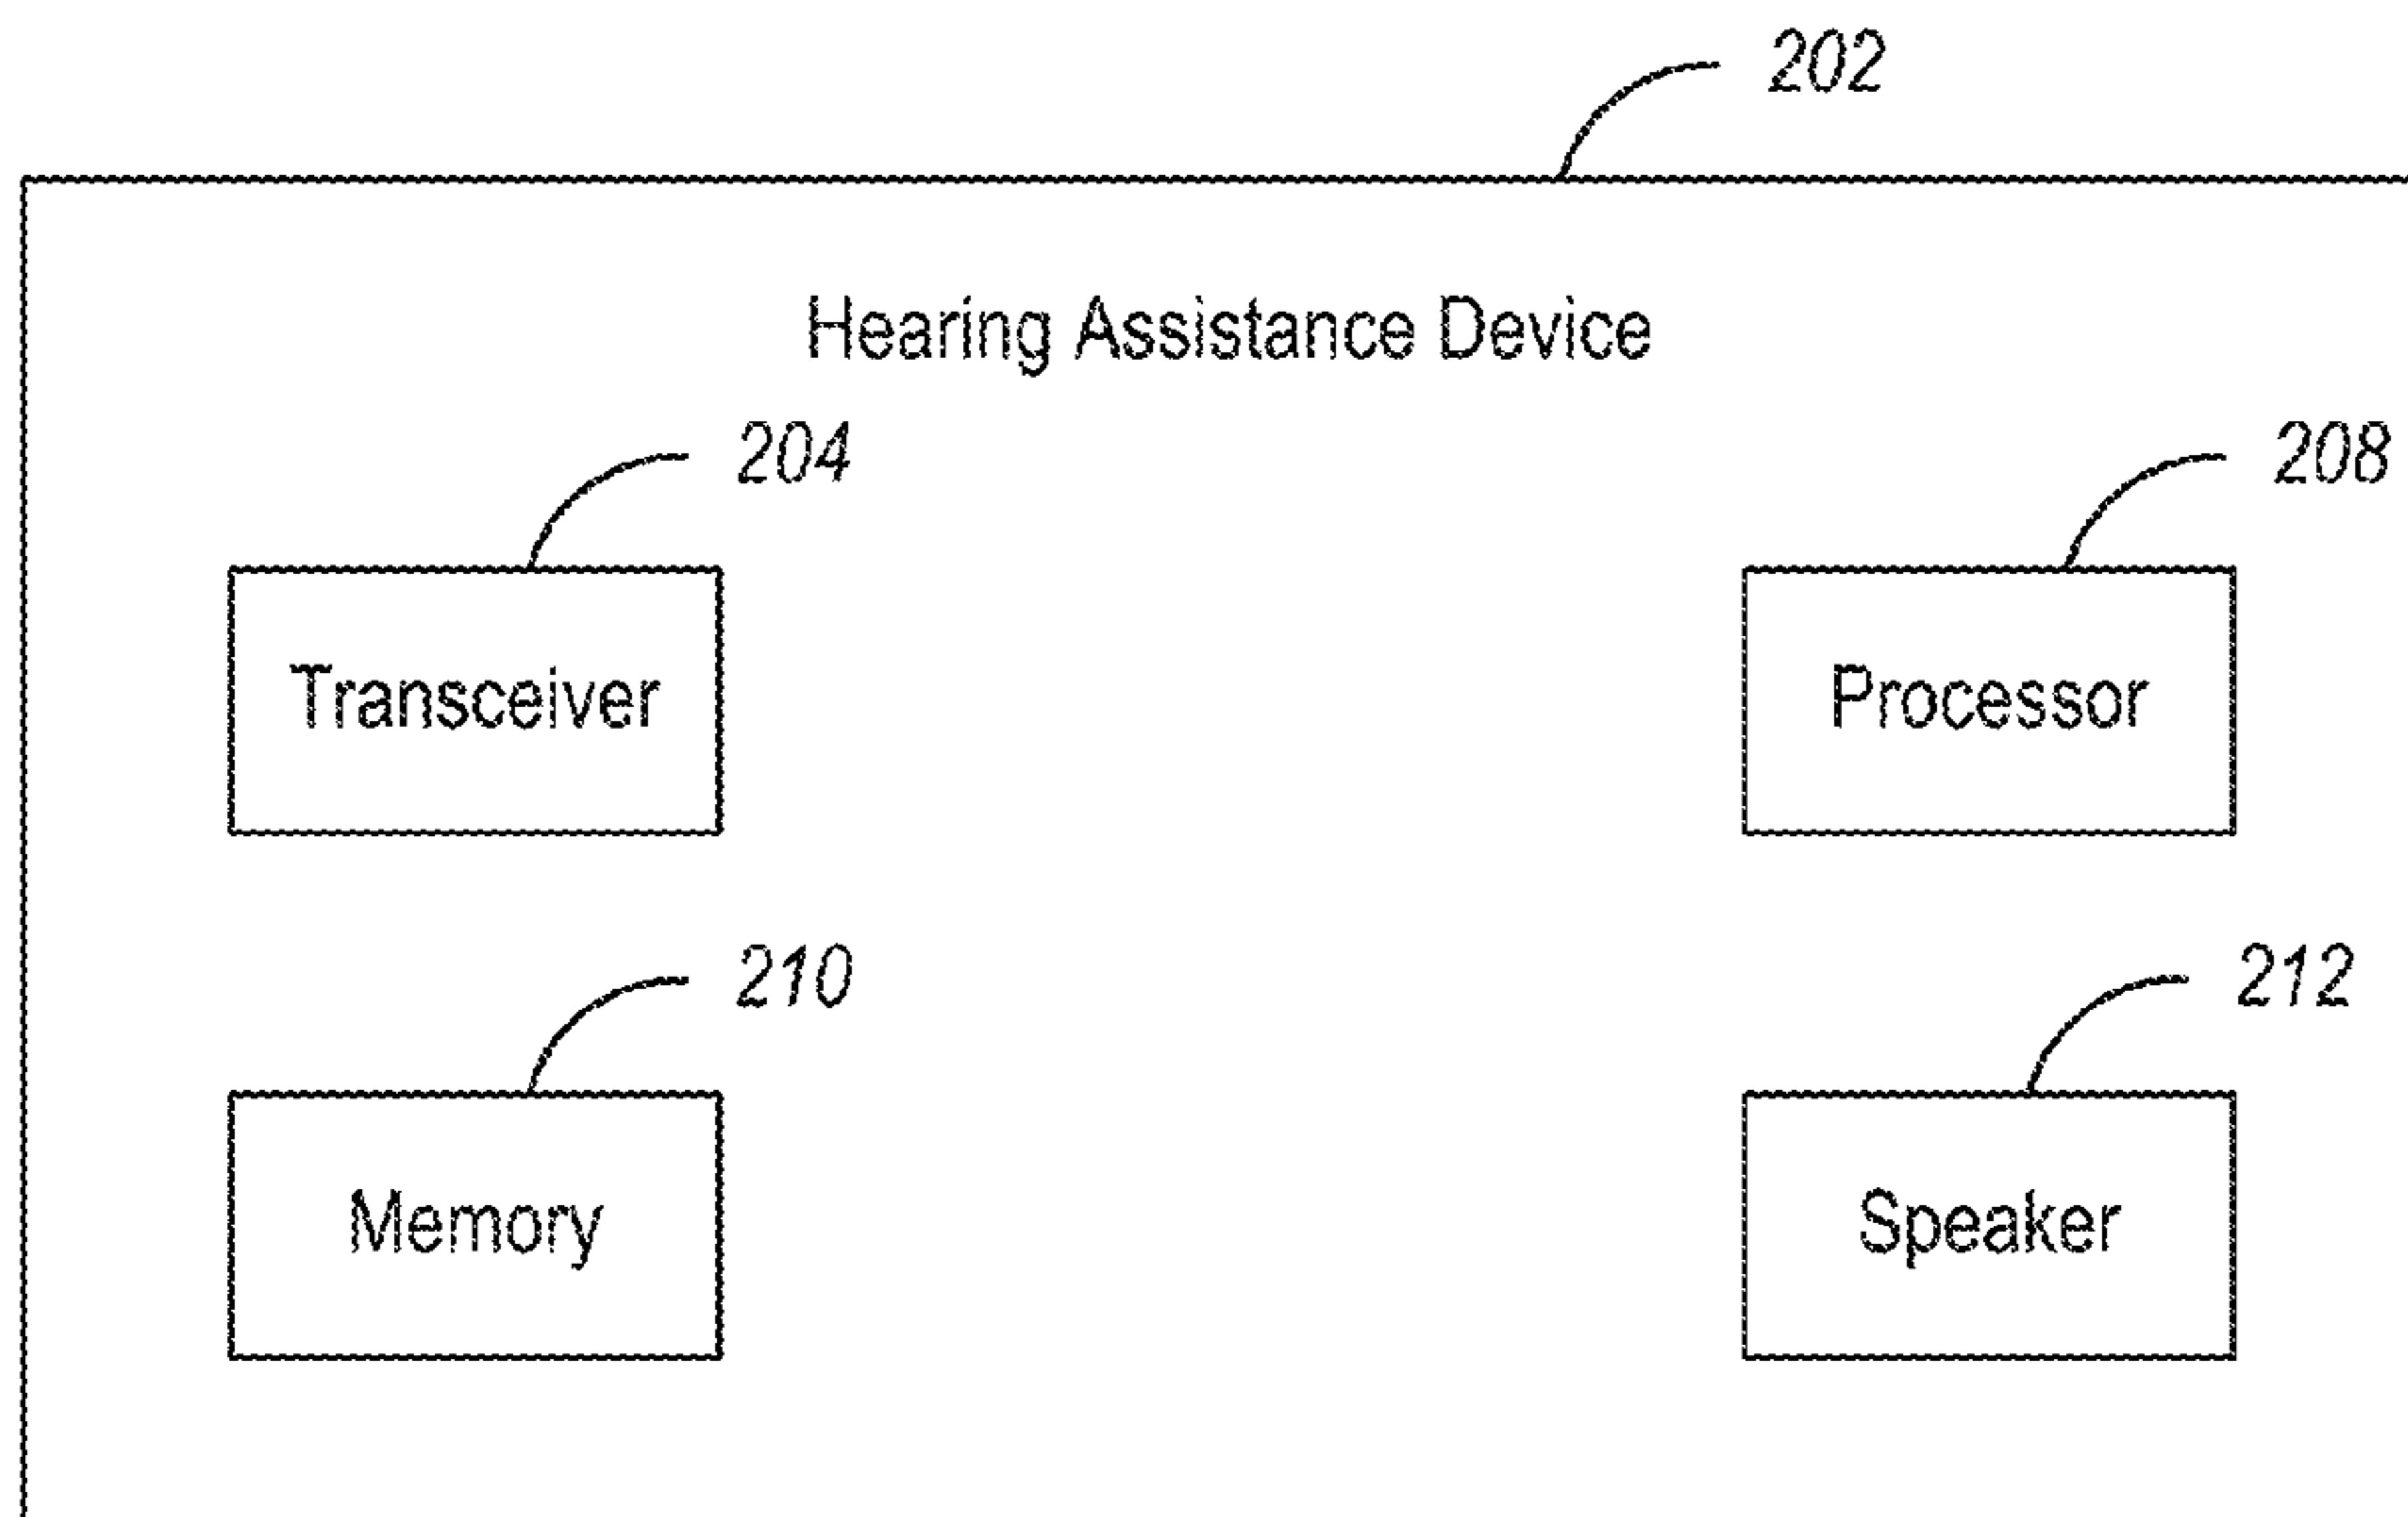 202
Hearing Assistance Device
204
208
Transceiver
Processor
210
212
Memory
Speaker